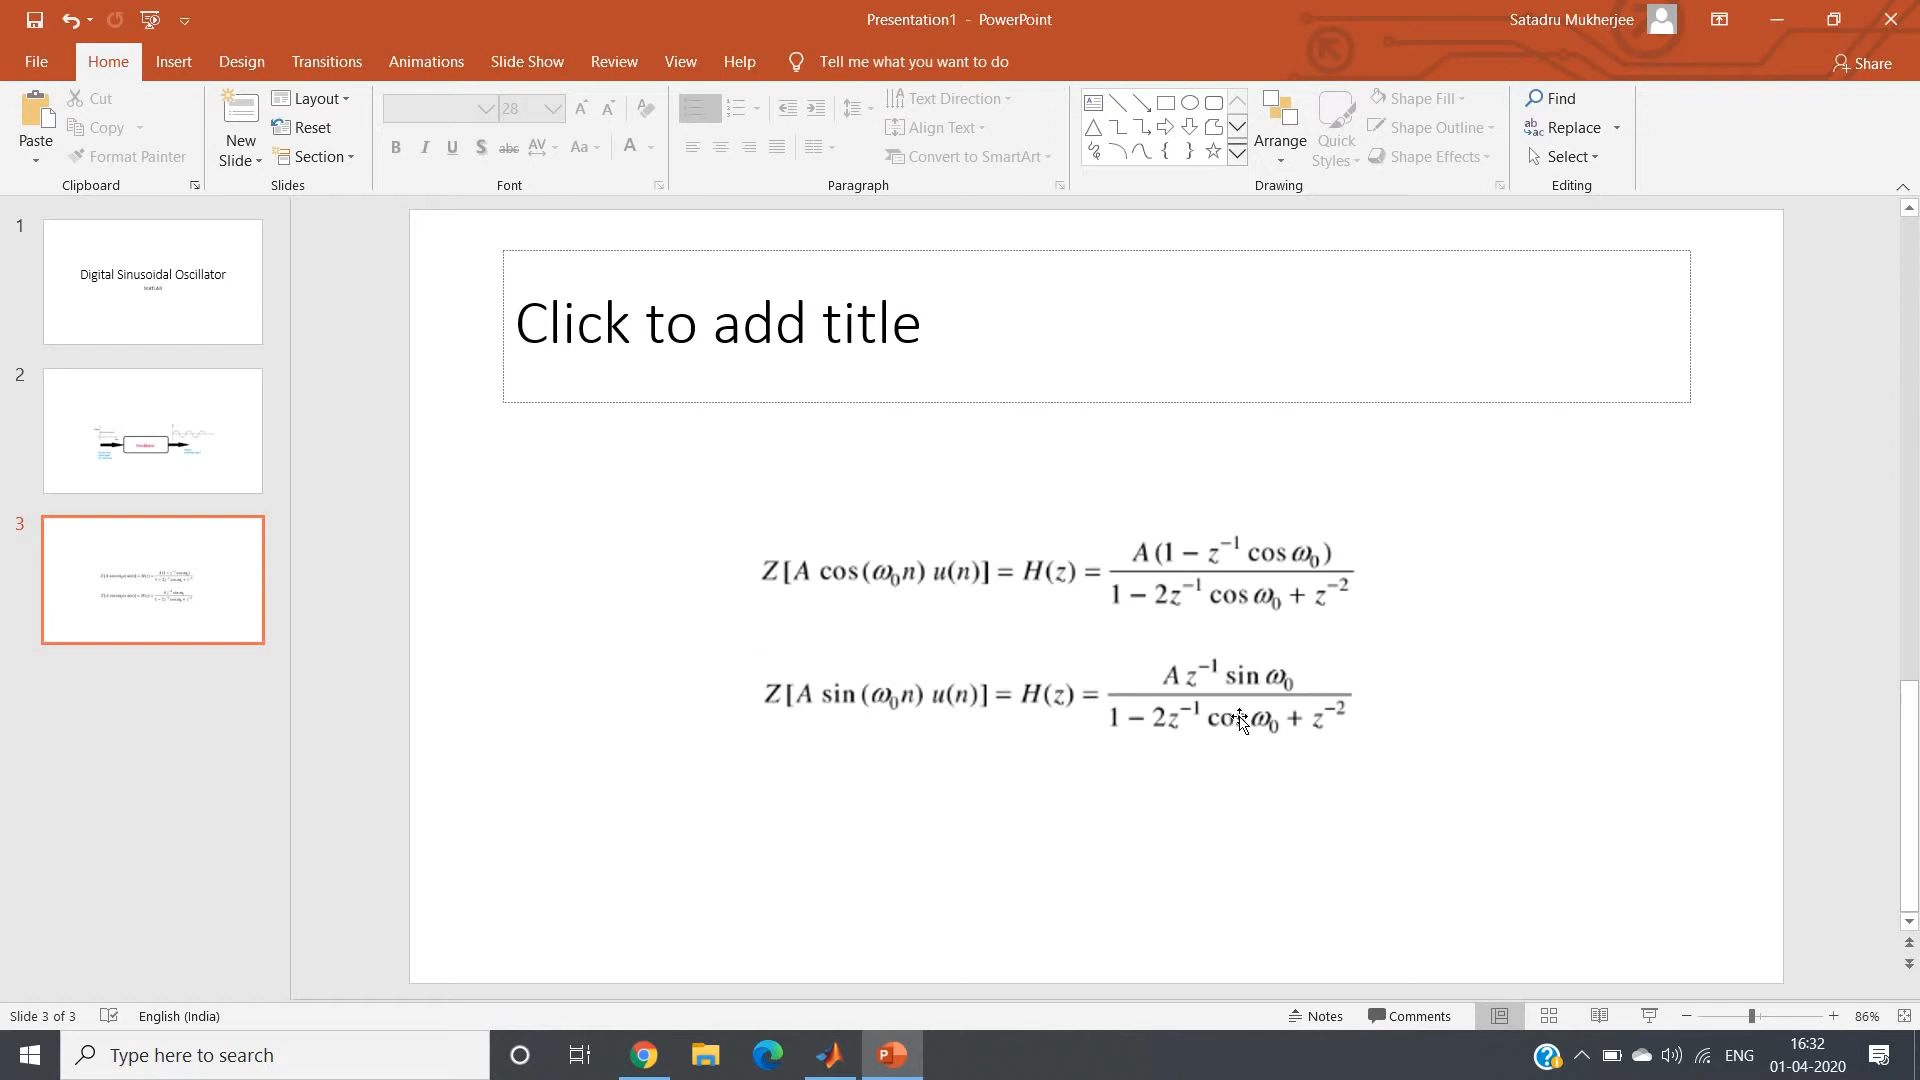 Presentation1 - PowerPoint
Satadru Mukherjee
File Home Insert Design Transitions Animations Slide Show Review View Help Tell me what you want to do
Share
Paste
Cut
Copy
Format Painter
Clipboard
New Slide
Layout
Reset
Section
Slides
28
B I U S abc AV Aa A
Font
Text Direction
Align Text
Convert to SmartArt
Paragraph
Arrange
Quick Styles
Shape Fill
Shape Outline
Shape Effects
Drawing
Find
Replace
Select
Editing
1
Digital Sinusoidal Oscillator
MATLAB
2
Oscillator
3
Click to add title
Z[A cos(ω₀n) u(n)] = H(z) = A(1 − z⁻¹ cos ω₀) / 1 − 2z⁻¹ cos ω₀ + z⁻²
Z[A sin(ω₀n) u(n)] = H(z) = A z⁻¹ sin ω₀ / 1 − 2z⁻¹ cos ω₀ + z⁻²
Slide 3 of 3
English (India)
Notes
Comments
86%
Type here to search
ENG
16:32
01-04-2020